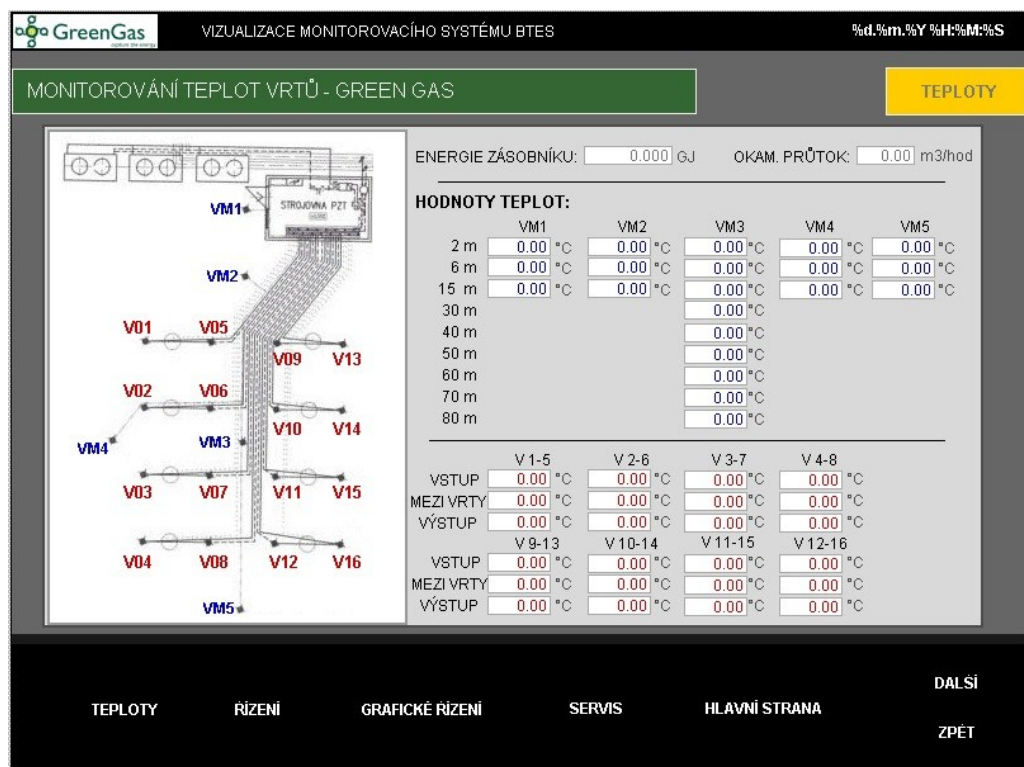 GreenGas
capture the energy
VIZUALIZACE MONITOROVACÍHO SYSTÉMU BTES
%d.%m.%Y %H:%M:%S
MONITOROVÁNÍ TEPLOT VRTŮ - GREEN GAS
TEPLOTY
STROJOVNA PZT
VM1
VM2
V01 V05
V09 V13
V02 V06
V10 V14
VM4
VM3
V03 V07 V11 V15
V04 V08 V12 V16
VM5
ENERGIE ZÁSOBNÍKU: 0.000 GJ OKAM. PRŮTOK: 0.00 m3/hod
HODNOTY TEPLOT:
VM1 VM2 VM3 VM4 VM5
2 m 0.00 °C 0.00 °C 0.00 °C 0.00 °C 0.00 °C
6 m 0.00 °C 0.00 °C 0.00 °C 0.00 °C 0.00 °C
15 m 0.00 °C 0.00 °C 0.00 °C 0.00 °C 0.00 °C
30 m 0.00 °C
40 m 0.00 °C
50 m 0.00 °C
60 m 0.00 °C
70 m 0.00 °C
80 m 0.00 °C
V 1-5 V 2-6 V 3-7 V 4-8
VSTUP 0.00 °C 0.00 °C 0.00 °C 0.00 °C
MEZI VRTY 0.00 °C 0.00 °C 0.00 °C 0.00 °C
VÝSTUP 0.00 °C 0.00 °C 0.00 °C 0.00 °C
V 9-13 V 10-14 V 11-15 V 12-16
VSTUP 0.00 °C 0.00 °C 0.00 °C 0.00 °C
MEZI VRTY 0.00 °C 0.00 °C 0.00 °C 0.00 °C
VÝSTUP 0.00 °C 0.00 °C 0.00 °C 0.00 °C
TEPLOTY ŘÍZENÍ GRAFICKÉ ŘÍZENÍ SERVIS HLAVNÍ STRANA
DALŠÍ
ZPĚT